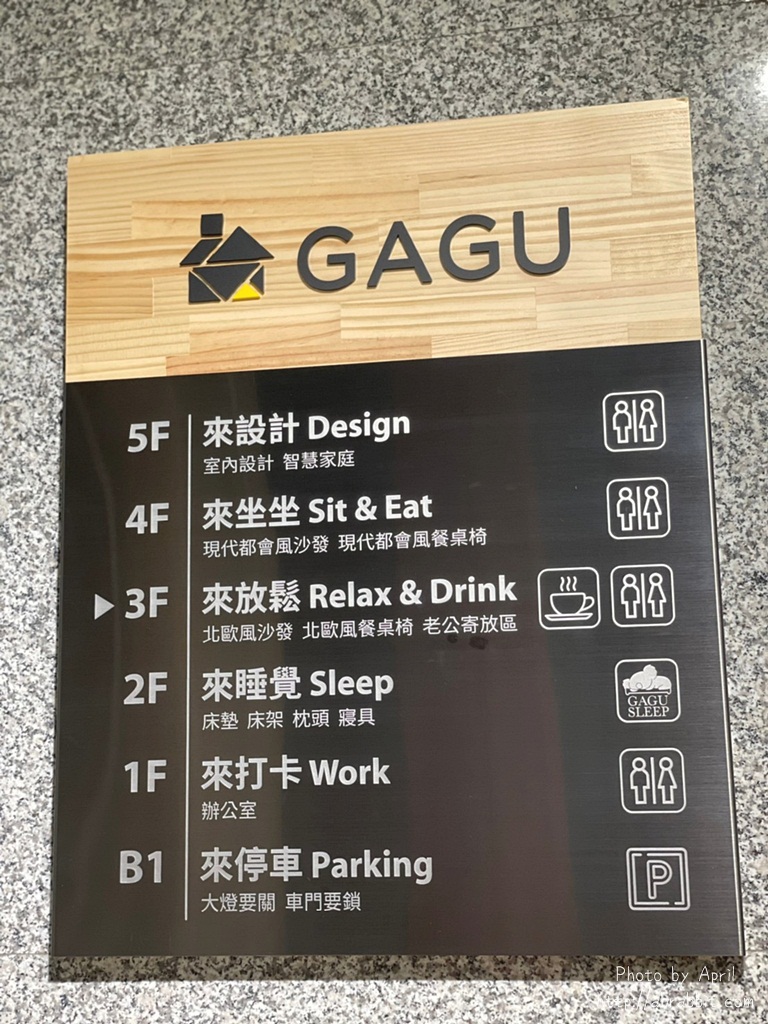 GAGU
5F 來設計 Design
室內設計 智慧家庭
4F 來坐坐 Sit & Eat
現代都會風沙發 現代都會風餐桌椅
3F 來放鬆 Relax & Drink
北歐風沙發 北歐風餐桌椅 老公寄放區
2F 來睡覺 Sleep
床墊 床架 枕頭 寢具
GAGU
SLEEP
1F 來打卡 Work
辦公室
B1 來停車 Parking
大燈要關 車門要鎖
P
Photo by April